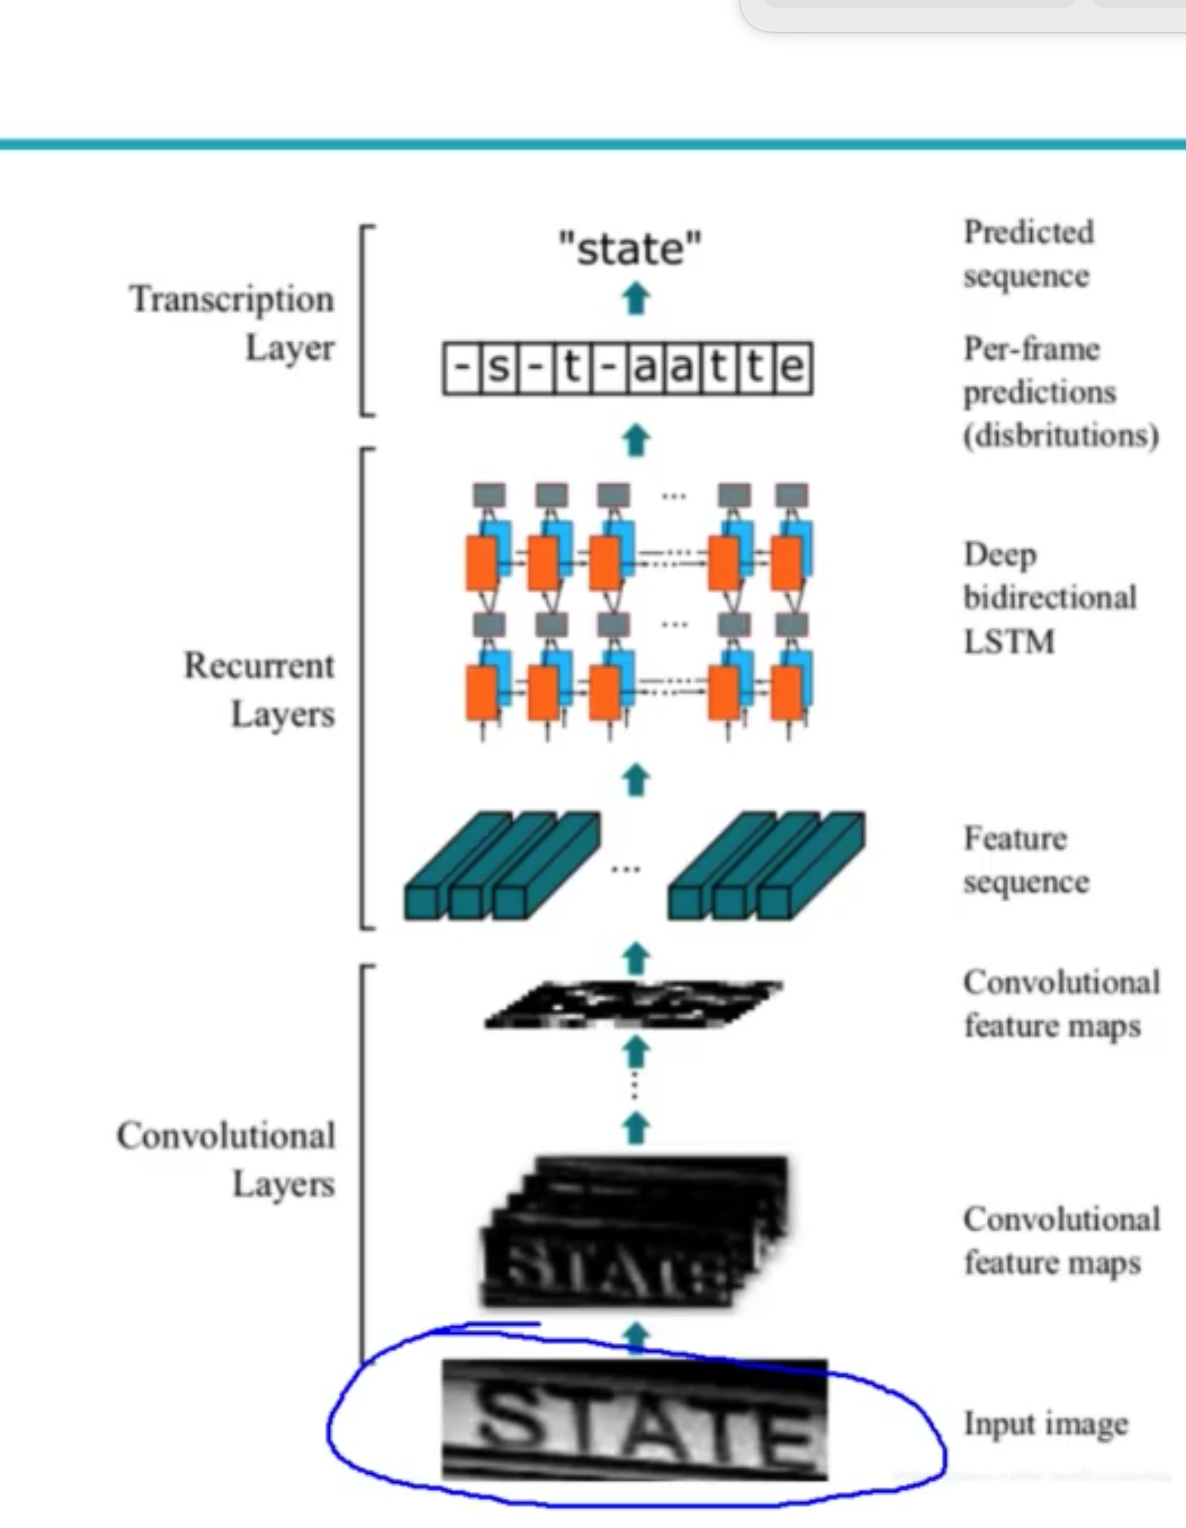 "state"
Predicted
sequence
Transcription
Layer
-s-t-aatte
Per-frame
predictions
(disbritutions)
Recurrent
Layers
Deep
bidirectional
LSTM
Feature
sequence
Convolutional
Layers
Convolutional
feature maps
Convolutional
feature maps
STATE
STATE
Input image